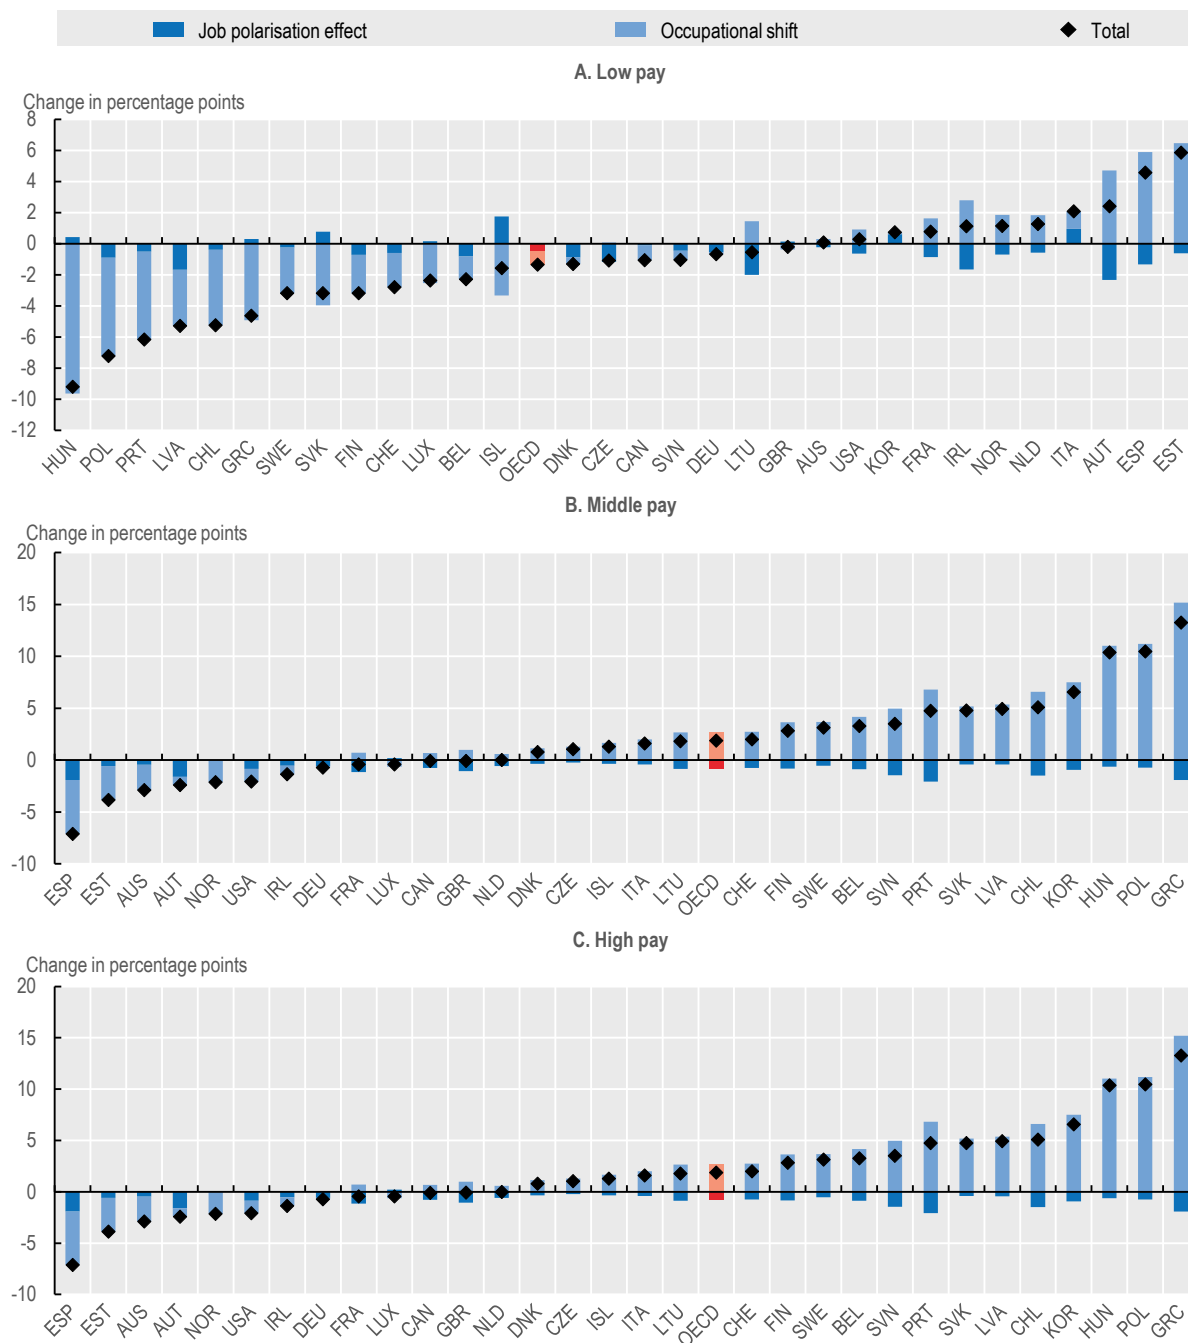 Job polarisation effect Occupational shift Total
A. Low pay
Change in percentage points
8
6
4
2
0
-2
-4
-6
-8
-10
-12
HUN POL PRT LVA CHL GRC SWE SVK FIN CHE LUX BEL ISL OECD DNK CZE CAN SVN DEU LTU GBR AUS USA KOR FRA IRL NOR NLD ITA AUT ESP EST
B. Middle pay
Change in percentage points
20
15
10
5
0
-5
-10
ESP EST AUS AUT NOR USA IRL DEU FRA LUX CAN GBR NLD DNK CZE ISL ITA LTU OECD CHE FIN SWE BEL SVN PRT SVK LVA CHL KOR HUN POL GRC
C. High pay
Change in percentage points
20
15
10
5
0
-5
-10
ESP EST AUS AUT NOR USA IRL DEU FRA LUX CAN GBR NLD DNK CZE ISL ITA LTU OECD CHE FIN SWE BEL SVN PRT SVK LVA CHL KOR HUN POL GRC